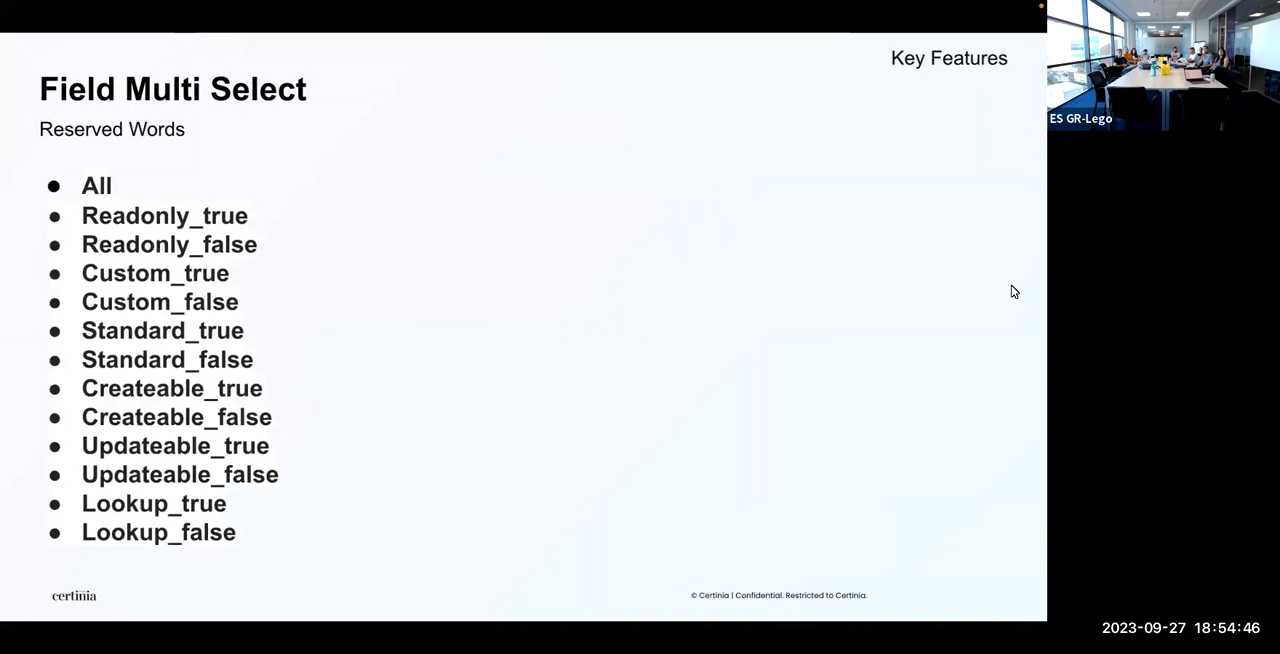 Key Features
Field Multi Select
Reserved Words
● All
● Readonly_true
● Readonly_false
● Custom_true
● Custom_false
● Standard_true
● Standard_false
● Createable_true
● Createable_false
● Updateable_true
● Updateable_false
● Lookup_true
● Lookup_false
certinia
© Certinia | Confidential. Restricted to Certinia.
ES GR-Lego
2023-09-27 18:54:46